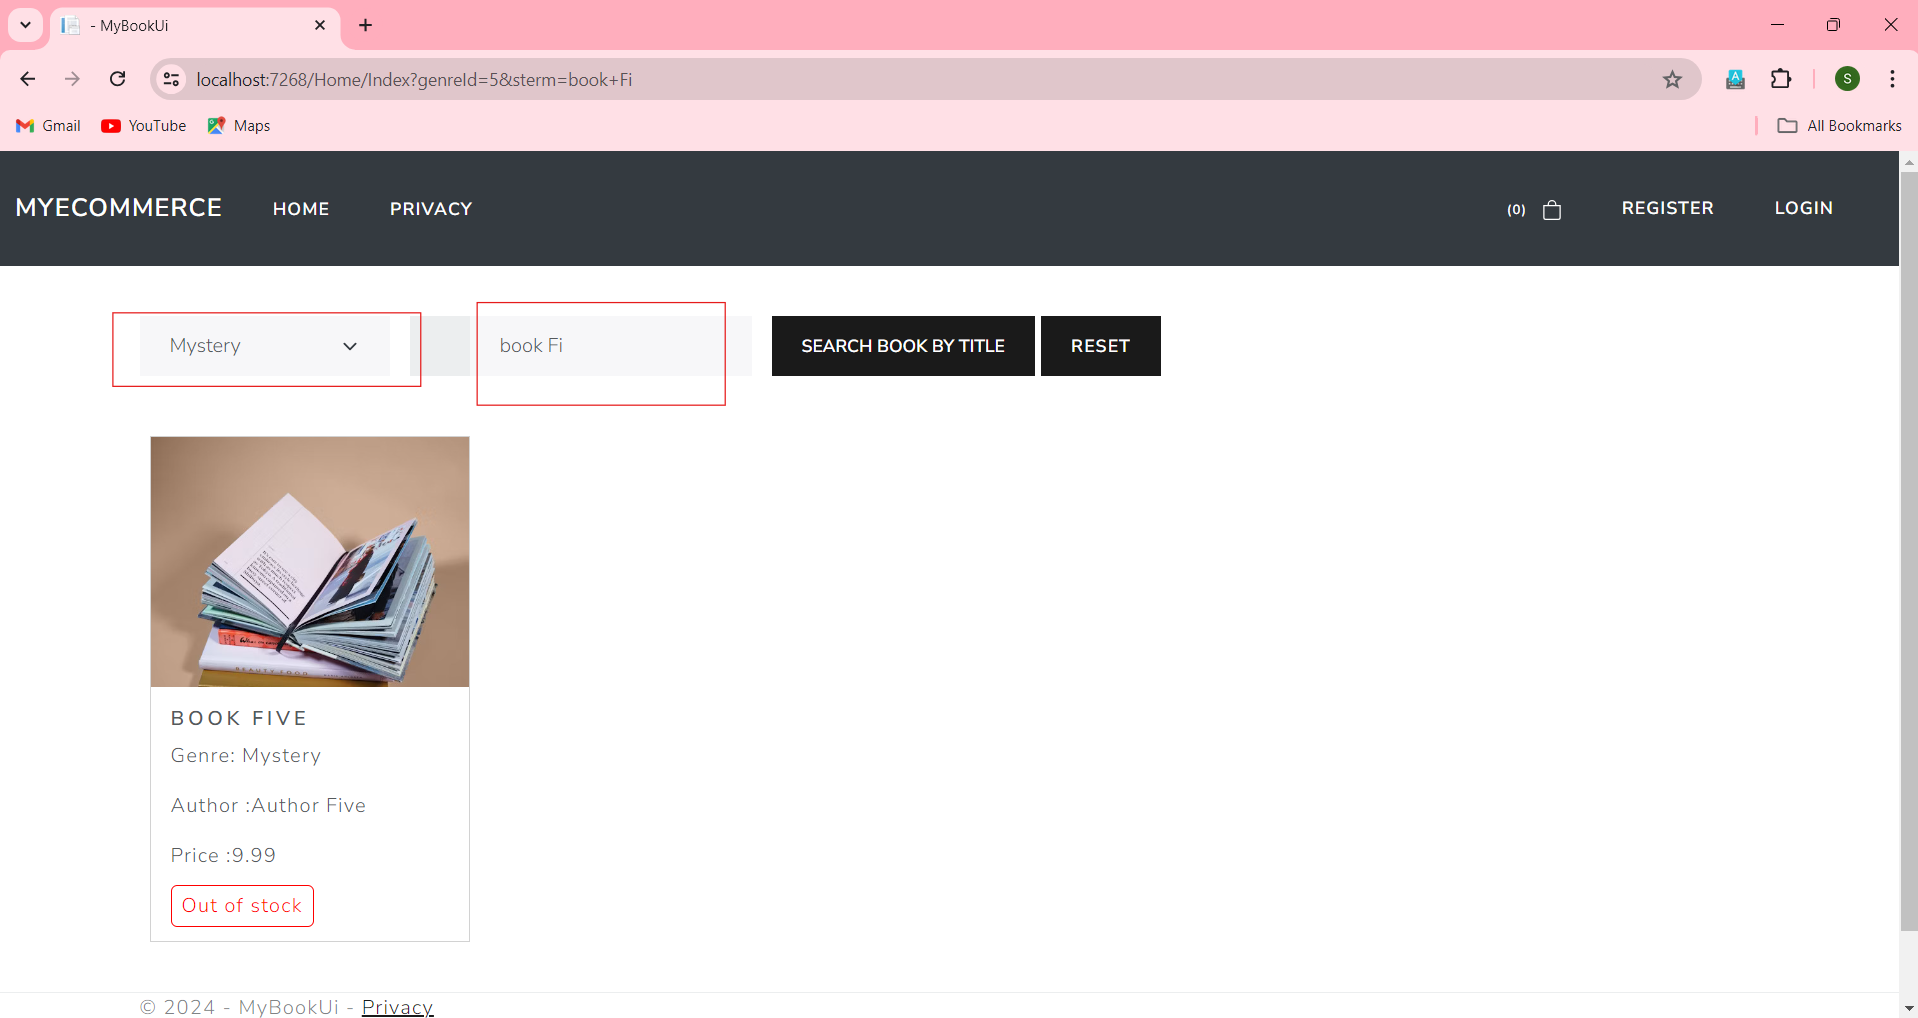 - MyBookUi
localhost:7268/Home/Index?genreId=5&sterm=book+Fi
S
Gmail YouTube Maps All Bookmarks
MYECOMMERCE HOME PRIVACY (0) REGISTER LOGIN
Mystery book Fi SEARCH BOOK BY TITLE RESET
BEAUTY FOOD
BOOK FIVE
Genre: Mystery
Author :Author Five
Price :9.99
Out of stock
© 2024 - MyBookUi - Privacy